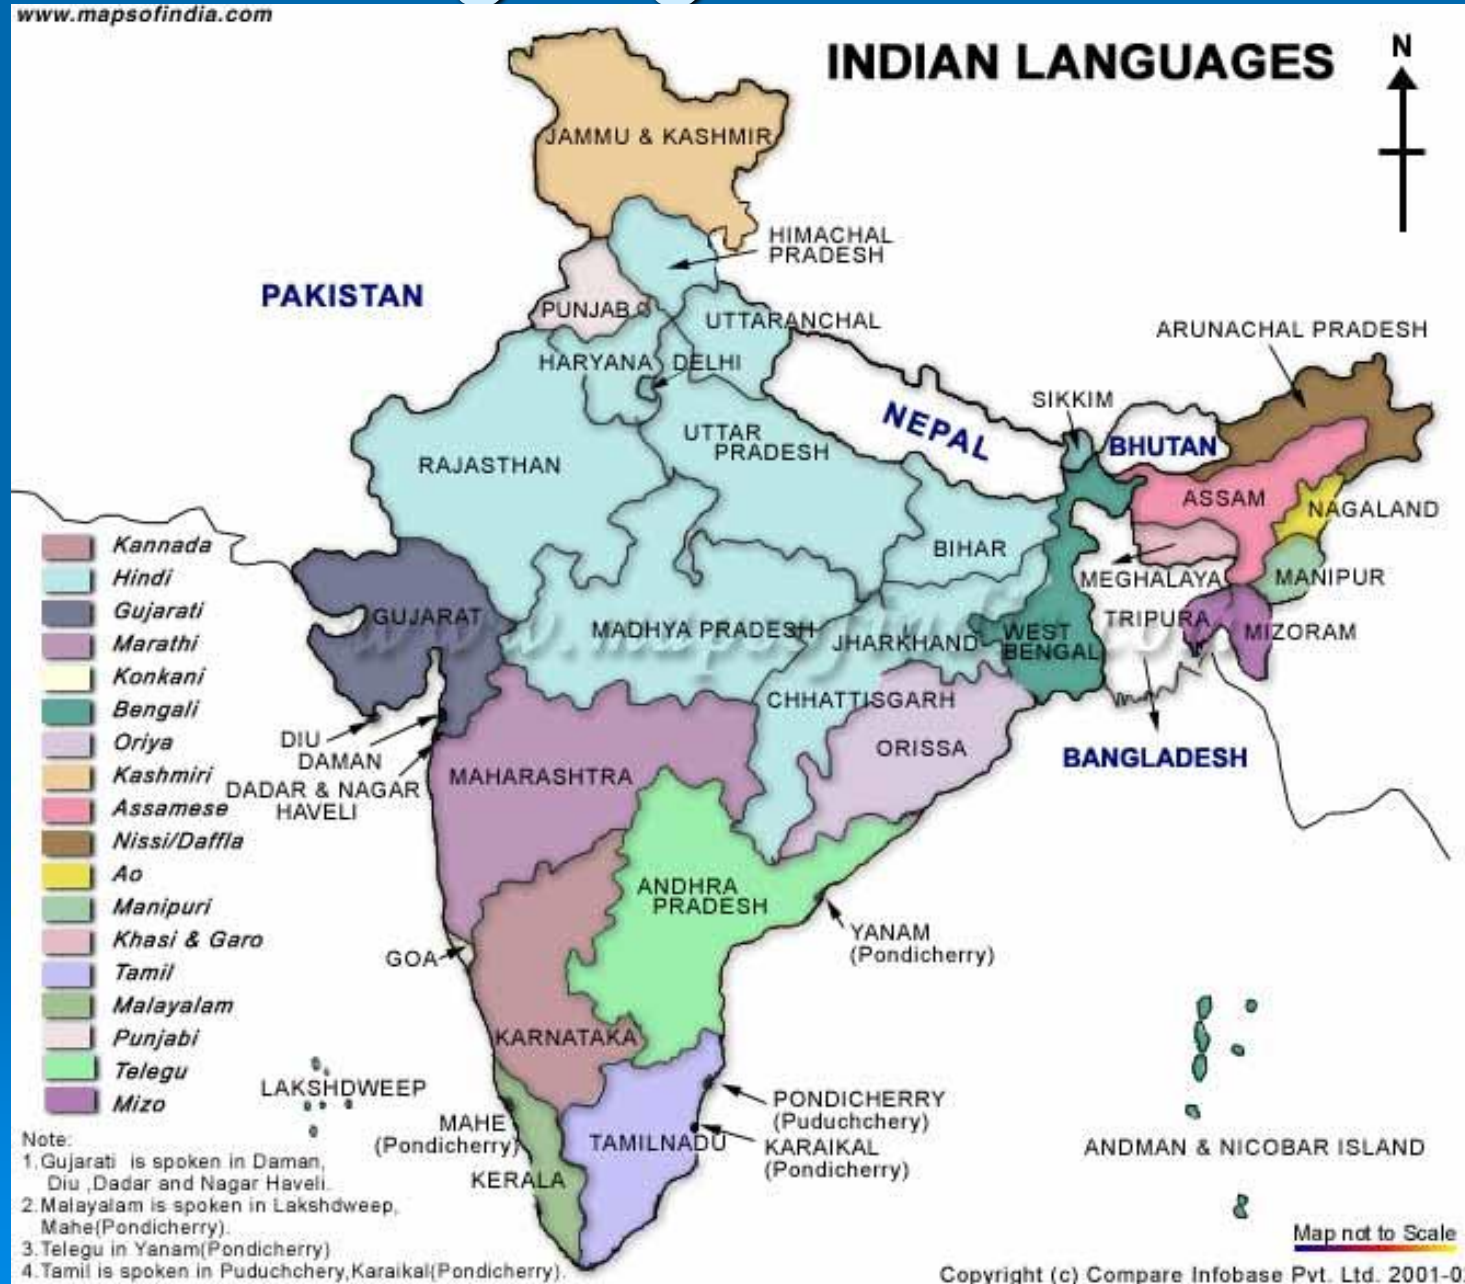 www.mapsofindia.com
INDIAN LANGUAGES
N
JAMMU & KASHMIR
HIMACHAL
PRADESH
PAKISTAN
PUNJAB
UTTARANCHAL
ARUNACHAL PRADESH
HARYANA
DELHI
SIKKIM
NEPAL
BHUTAN
UTTAR
PRADESH
RAJASTHAN
ASSAM
NAGALAND
BIHAR
MEGHALAYA
MANIPUR
GUJARAT
MADHYA PRADESH
JHARKHAND
WEST
BENGAL
TRIPURA
MIZORAM
CHHATTISGARH
ORISSA
DIU
DAMAN
DADAR & NAGAR
HAVELI
MAHARASHTRA
BANGLADESH
ANDHRA
PRADESH
YANAM
(Pondicherry)
GOA
KARNATAKA
LAKSHDWEEP
MAHE
(Pondicherry)
PONDICHERRY
(Puduchchery)
TAMILNADU
KARAIKAL
(Pondicherry)
KERALA
ANDMAN & NICOBAR ISLAND
Kannada
Hindi
Gujarati
Marathi
Konkani
Bengali
Oriya
Kashmiri
Assamese
Nissi/Daffla
Ao
Manipuri
Khasi & Garo
Tamil
Malayalam
Punjabi
Telegu
Mizo
Note:
1.Gujarati is spoken in Daman,
Diu ,Dadar and Nagar Haveli.
2.Malayalam is spoken in Lakshdweep,
Mahe(Pondicherry).
3.Telegu in Yanam(Pondicherry)
4.Tamil is spoken in Puduchchery,Karaikal(Pondicherry).
Map not to Scale
Copyright (c) Compare Infobase Pvt. Ltd. 2001-0